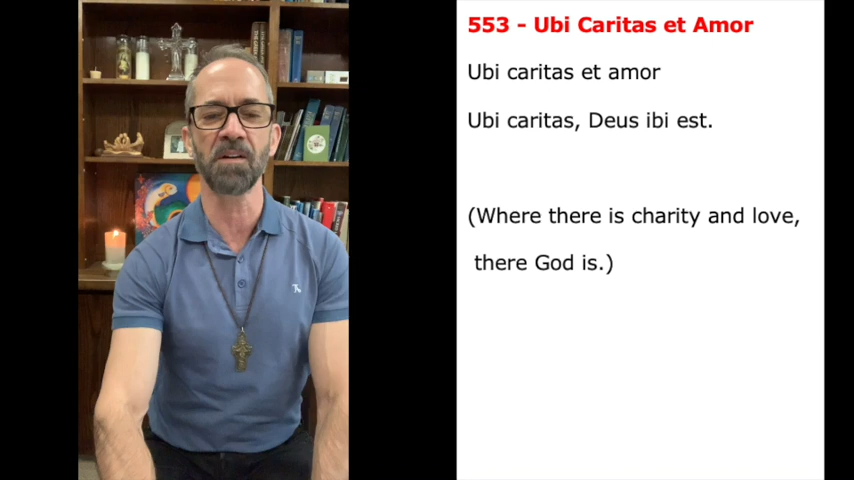 553 - Ubi Caritas et Amor
Ubi caritas et amor
Ubi caritas, Deus ibi est.
(Where there is charity and love,
there God is.)